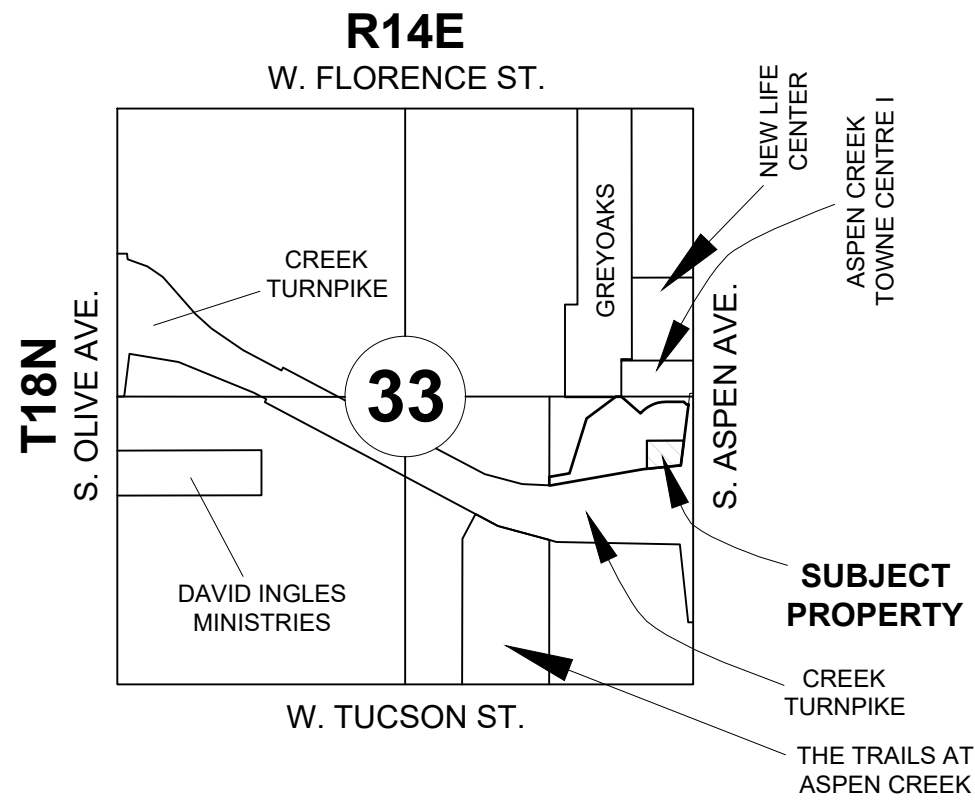 R14E
W. FLORENCE ST.
NEW LIFE
CENTER
ASPEN CREEK
TOWNE CENTRE I
GREYOAKS
CREEK
TURNPIKE
T18N
S. OLIVE AVE.
33
S. ASPEN AVE.
DAVID INGLES
MINISTRIES
SUBJECT
PROPERTY
CREEK
TURNPIKE
W. TUCSON ST.
THE TRAILS AT
ASPEN CREEK